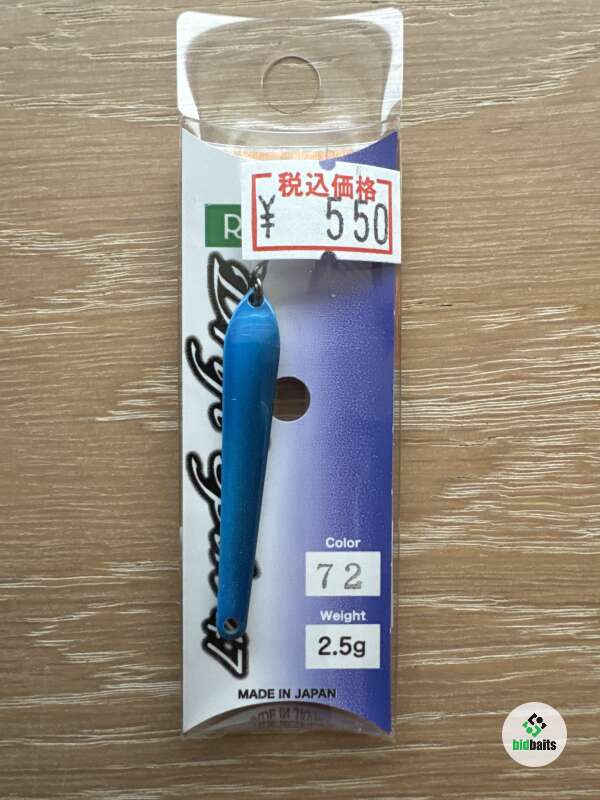 税込価格
¥ 550
R
Color
72
Weight
2.5g
MADE IN JAPAN
bidbaits